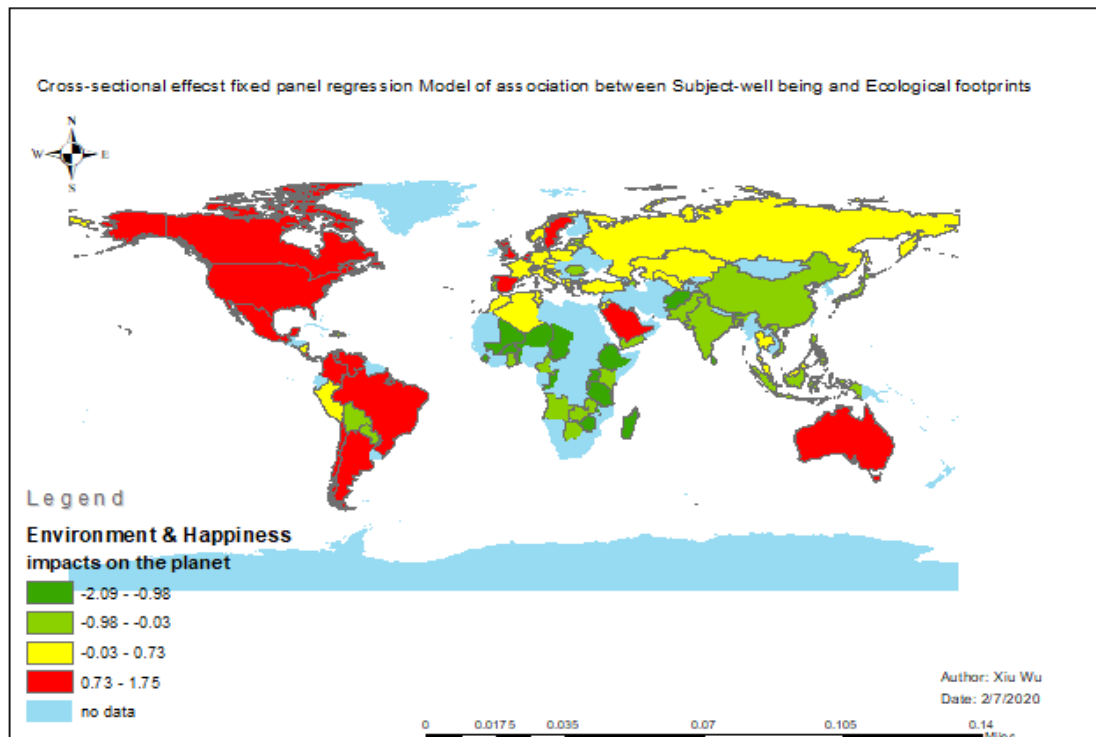 Cross-sectional effecst fixed panel regression Model of association between Subject-well being and Ecological footprints
N
W E
S
Legend
Environment & Happiness
impacts on the planet
-2.09 - -0.98
-0.98 - -0.03
-0.03 - 0.73
0.73 - 1.75
no data
Author: Xiu Wu
Date: 2/7/2020
0 0.0175 0.035 0.07 0.105 0.14
Miles